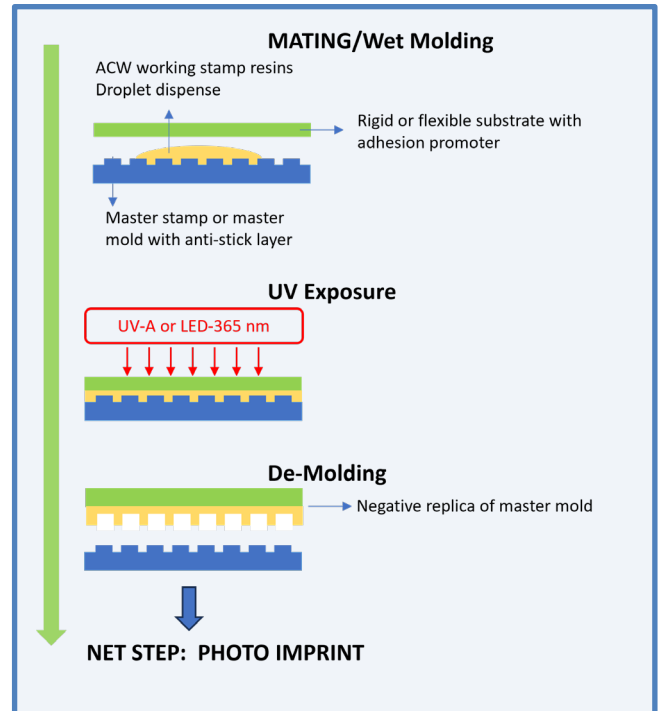 MATING/Wet Molding
ACW working stamp resins
Droplet dispense
Rigid or flexible substrate with
adhesion promoter
Master stamp or master
mold with anti-stick layer
UV Exposure
UV-A or LED-365 nm
De-Molding
Negative replica of master mold
NET STEP: PHOTO IMPRINT